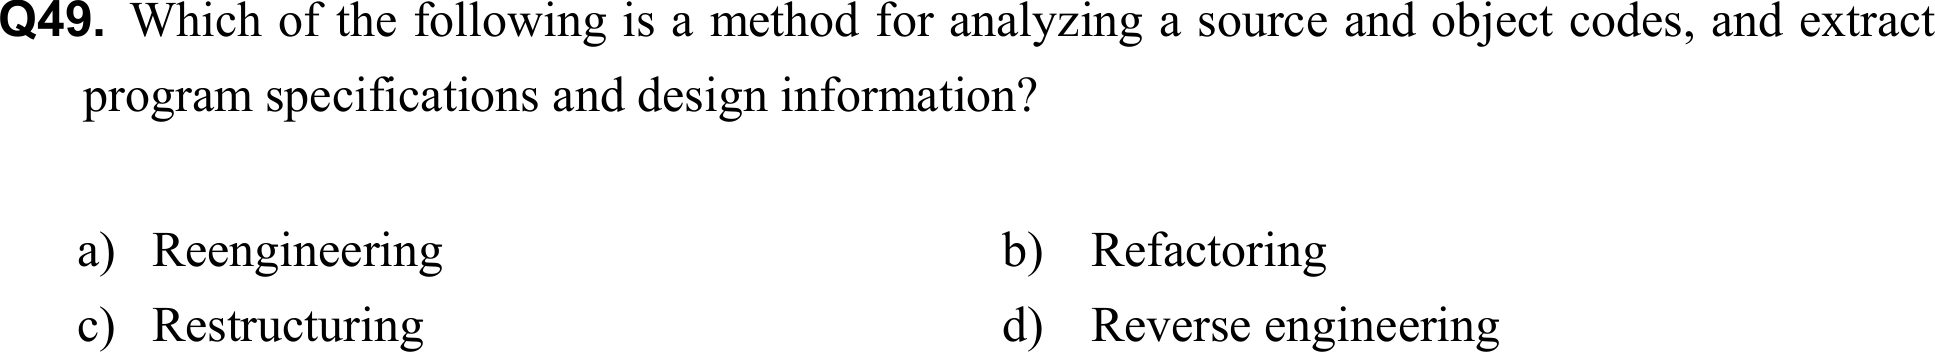 Q49. Which of the following is a method for analyzing a source and object codes, and extract
program specifications and design information?
a) Reengineering b) Refactoring
c) Restructuring d) Reverse engineering